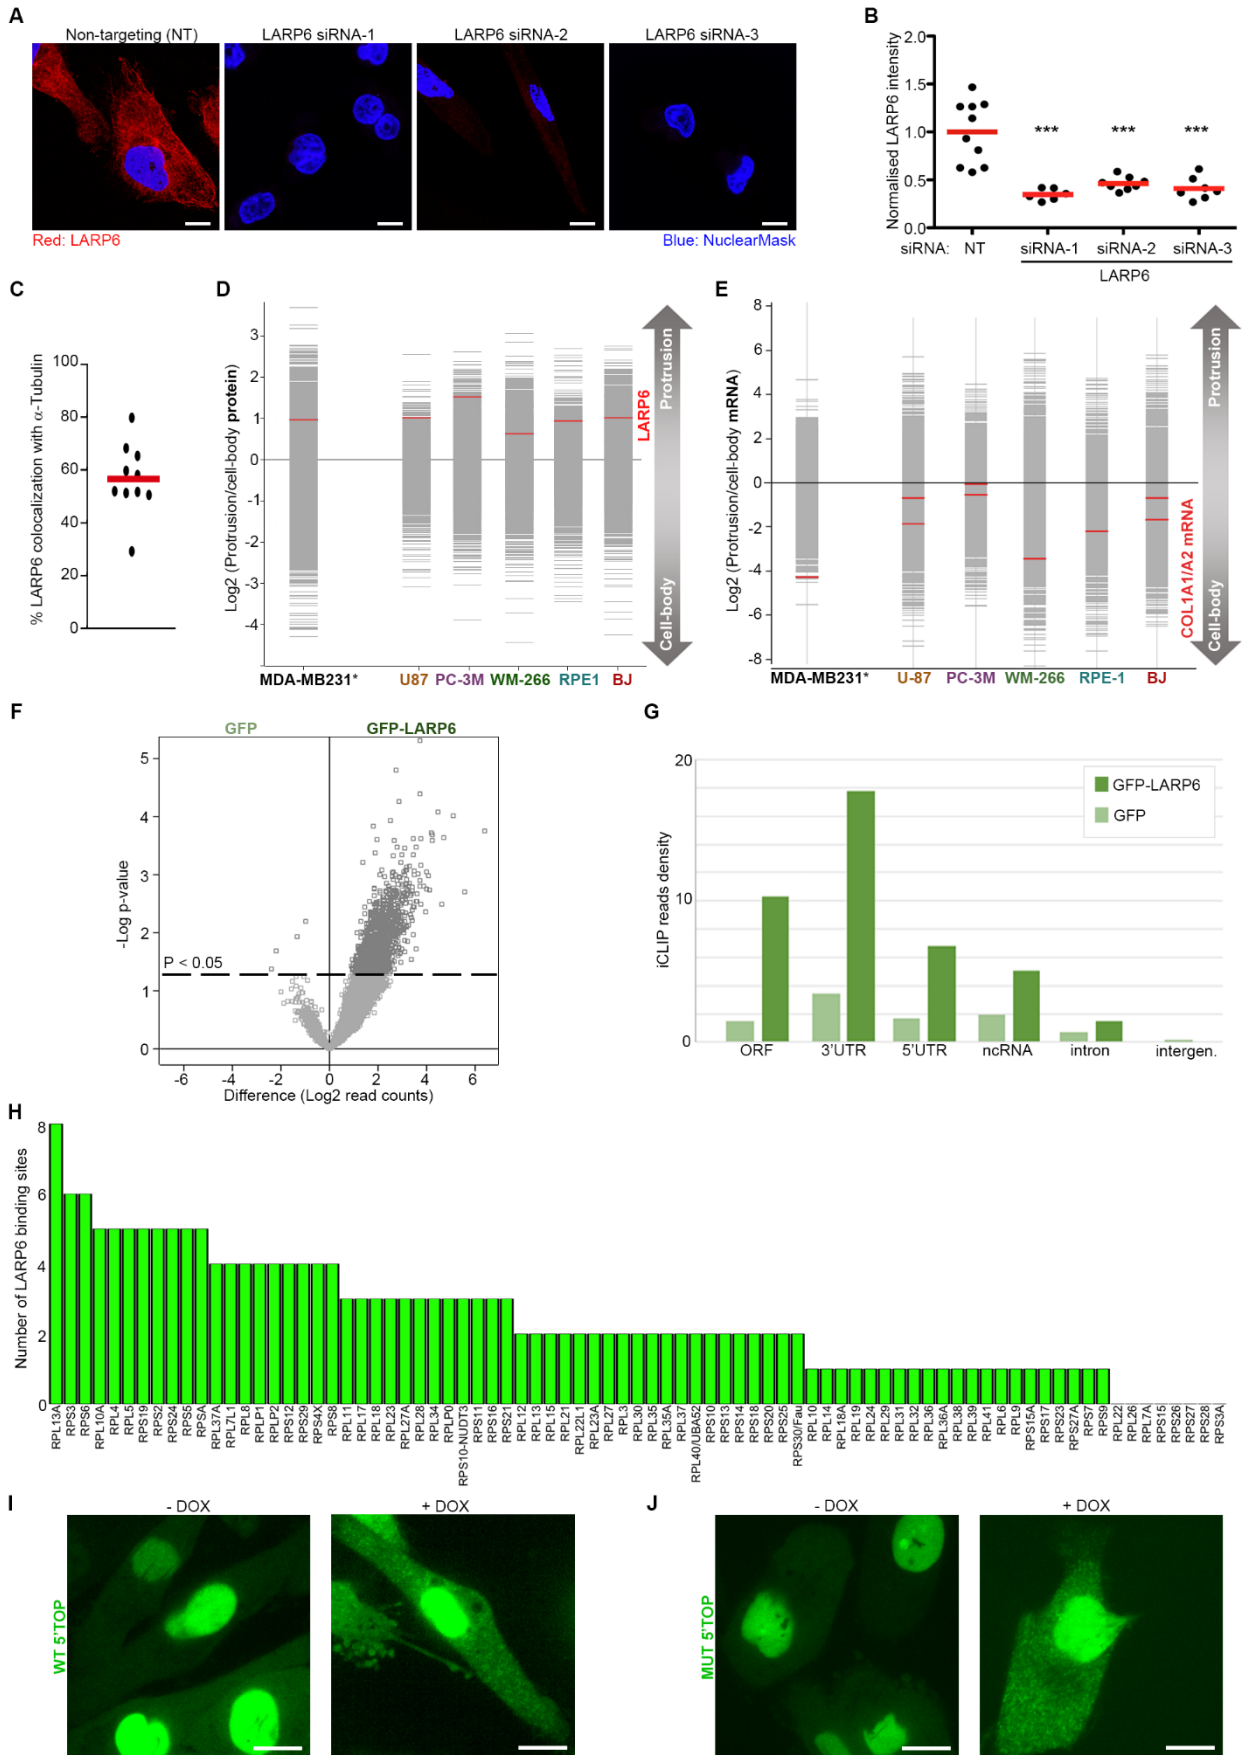 A
Non-targeting (NT)
LARP6 siRNA-1
LARP6 siRNA-2
LARP6 siRNA-3
Red: LARP6
Blue: NuclearMask
B
Normalised LARP6 intensity
2.0
1.5
1.0
0.5
0.0
***
***
***
siRNA:
NT
siRNA-1
siRNA-2
siRNA-3
LARP6
C
% LARP6 colocalization with α-Tubulin
100
80
60
40
20
0
D
Log2 (Protrusion/cell-body protein)
3
2
1
0
-1
-2
-3
-4
MDA-MB231*
U87
PC-3M
WM-266
RPE1
BJ
LARP6
Protrusion
Cell-body
E
Log2 (Protrusion/cell-body mRNA)
8
6
4
2
0
-2
-4
-6
-8
MDA-MB231*
U-87
PC-3M
WM-266
RPE-1
BJ
COL1A1/A2 mRNA
Protrusion
Cell-body
F
GFP
GFP-LARP6
-Log p-value
5
4
3
2
1
0
P < 0.05
-6
-4
-2
0
2
4
6
Difference (Log2 read counts)
G
iCLIP reads density
20
10
0
GFP-LARP6
GFP
ORF
3'UTR
5'UTR
ncRNA
intron
intergen.
H
Number of LARP6 binding sites
8
6
4
2
0
RPL13A
RPS3
RPS6
RPL10A
RPL4
RPL5
RPS19
RPS2
RPS24
RPS5
RPSA
RPL37A
RPL7L1
RPL8
RPLP1
RPLP2
RPS12
RPS29
RPS4X
RPS8
RPL11
RPL17
RPL18
RPL23
RPL27A
RPL28
RPL34
RPLP0
RPS10-NUDT3
RPS11
RPS16
RPS21
RPL12
RPL13
RPL15
RPL21
RPL22L1
RPL23A
RPL27
RPL3
RPL30
RPL35
RPL35A
RPL37
RPL40/UBA52
RPS10
RPS13
RPS14
RPS18
RPS20
RPS25
RPS30/Fau
RPL10
RPL14
RPL18A
RPL19
RPL24
RPL29
RPL31
RPL32
RPL36
RPL36A
RPL38
RPL39
RPL41
RPL6
RPL9
RPS15A
RPS17
RPS23
RPS27A
RPS7
RPS9
RPL22
RPL26
RPL7A
RPS15
RPS26
RPS27
RPS28
RPS3A
I
- DOX
+ DOX
WT 5'TOP
J
- DOX
+ DOX
MUT 5'TOP